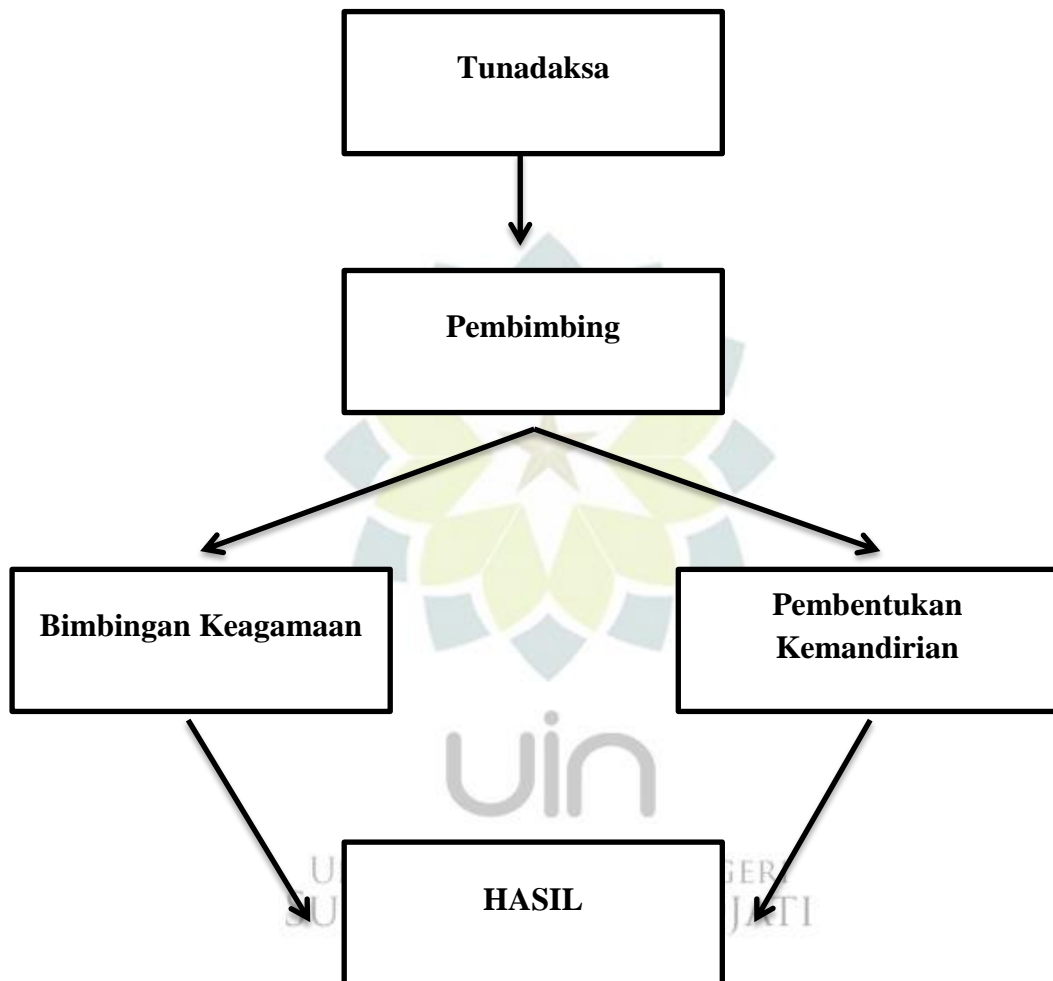 Tunadaksa
Pembimbing
Bimbingan Keagamaan
Pembentukan
Kemandirian
uin
HASIL